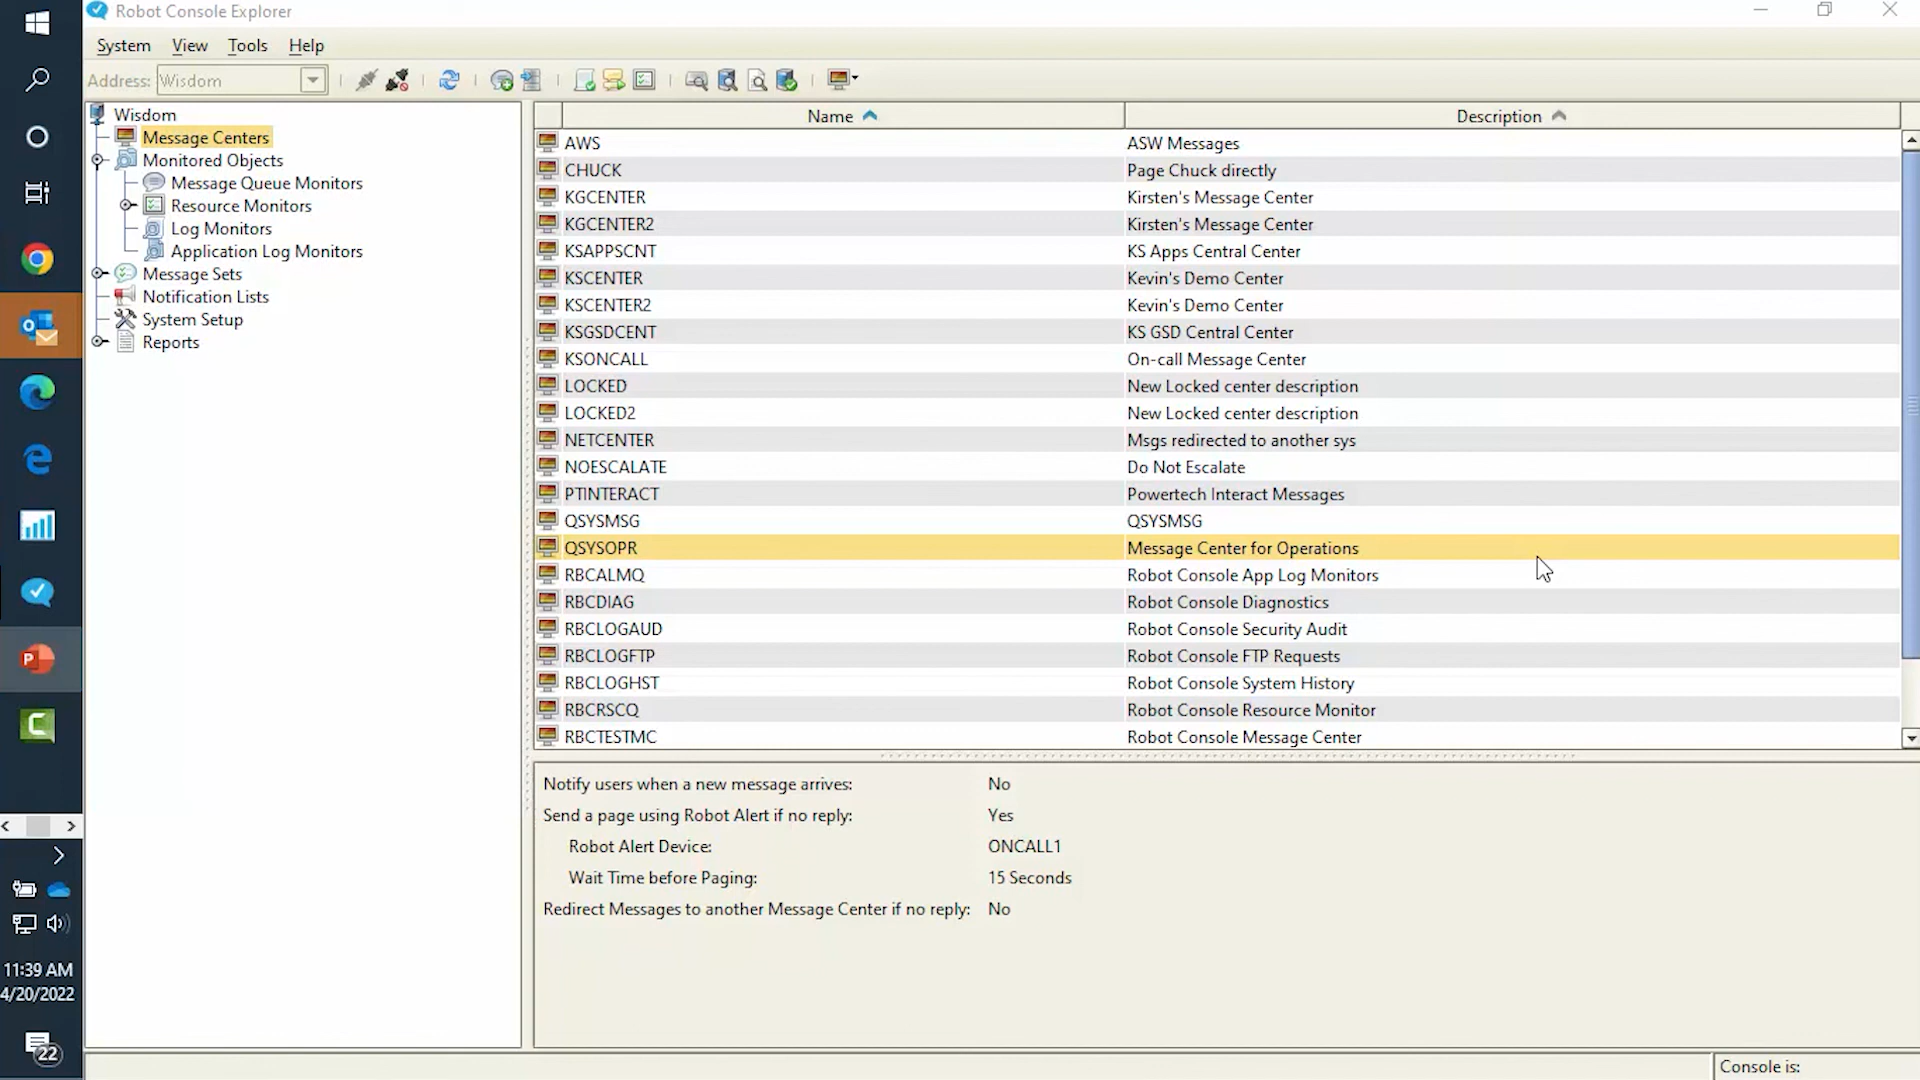 Robot Console Explorer
System View Tools Help
Address: Wisdom
Wisdom
Message Centers
Monitored Objects
Message Queue Monitors
Resource Monitors
Log Monitors
Application Log Monitors
Message Sets
Notification Lists
System Setup
Reports
Name Description
AWS ASW Messages
CHUCK Page Chuck directly
KGCENTER Kirsten's Message Center
KGCENTER2 Kirsten's Message Center
KSAPPSCNT KS Apps Central Center
KSCENTER Kevin's Demo Center
KSCENTER2 Kevin's Demo Center
KSGSDCENT KS GSD Central Center
KSONCALL On-call Message Center
LOCKED New Locked center description
LOCKED2 New Locked center description
NETCENTER Msgs redirected to another sys
NOESCALATE Do Not Escalate
PTINTERACT Powertech Interact Messages
QSYSMSG QSYSMSG
QSYSOPR Message Center for Operations
RBCALMQ Robot Console App Log Monitors
RBCDIAG Robot Console Diagnostics
RBCLOGAUD Robot Console Security Audit
RBCLOGFTP Robot Console FTP Requests
RBCLOGHST Robot Console System History
RBCRSCQ Robot Console Resource Monitor
RBCTESTMC Robot Console Message Center
Notify users when a new message arrives: No
Send a page using Robot Alert if no reply: Yes
Robot Alert Device: ONCALL1
Wait Time before Paging: 15 Seconds
Redirect Messages to another Message Center if no reply: No
11:39 AM
4/20/2022
22
Console is: